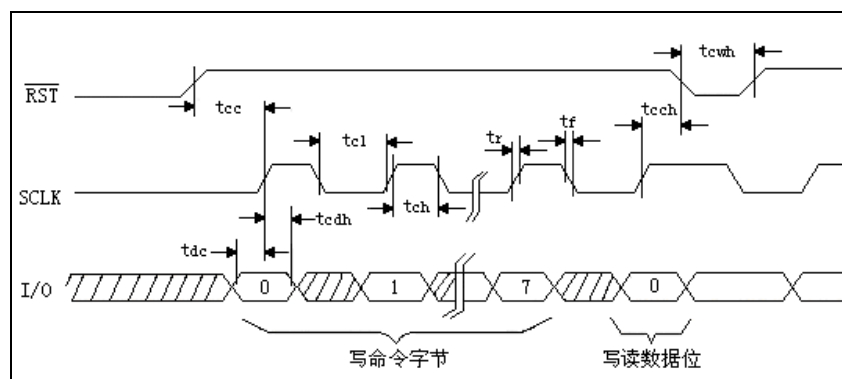 RST tcwh
tcc tcl tr tf tcch
SCLK
tch
tcdh
tdc
I/O 0 1 7 0
写命令字节 写读数据位